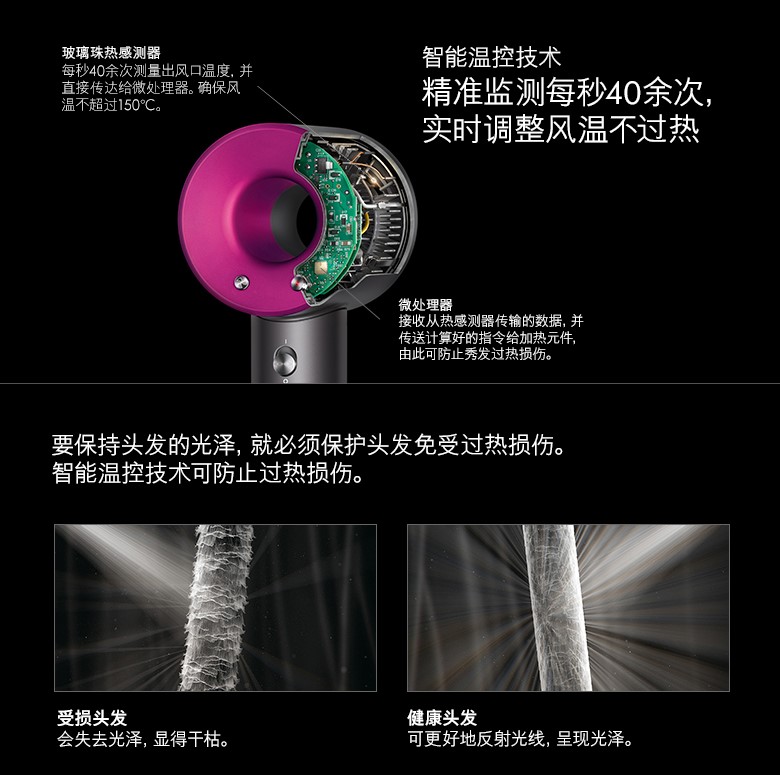 玻璃珠热感测器
每秒40余次测量出风口温度, 并
直接传达给微处理器。确保风
温不超过150℃。
智能温控技术
精准监测每秒40余次,
实时调整风温不过热
微处理器
接收从热感测器传输的数据, 并
传送计算好的指令给加热元件,
由此可防止秀发过热损伤。
要保持头发的光泽, 就必须保护头发免受过热损伤。
智能温控技术可防止过热损伤。
受损头发
会失去光泽, 显得干枯。
健康头发
可更好地反射光线, 呈现光泽。